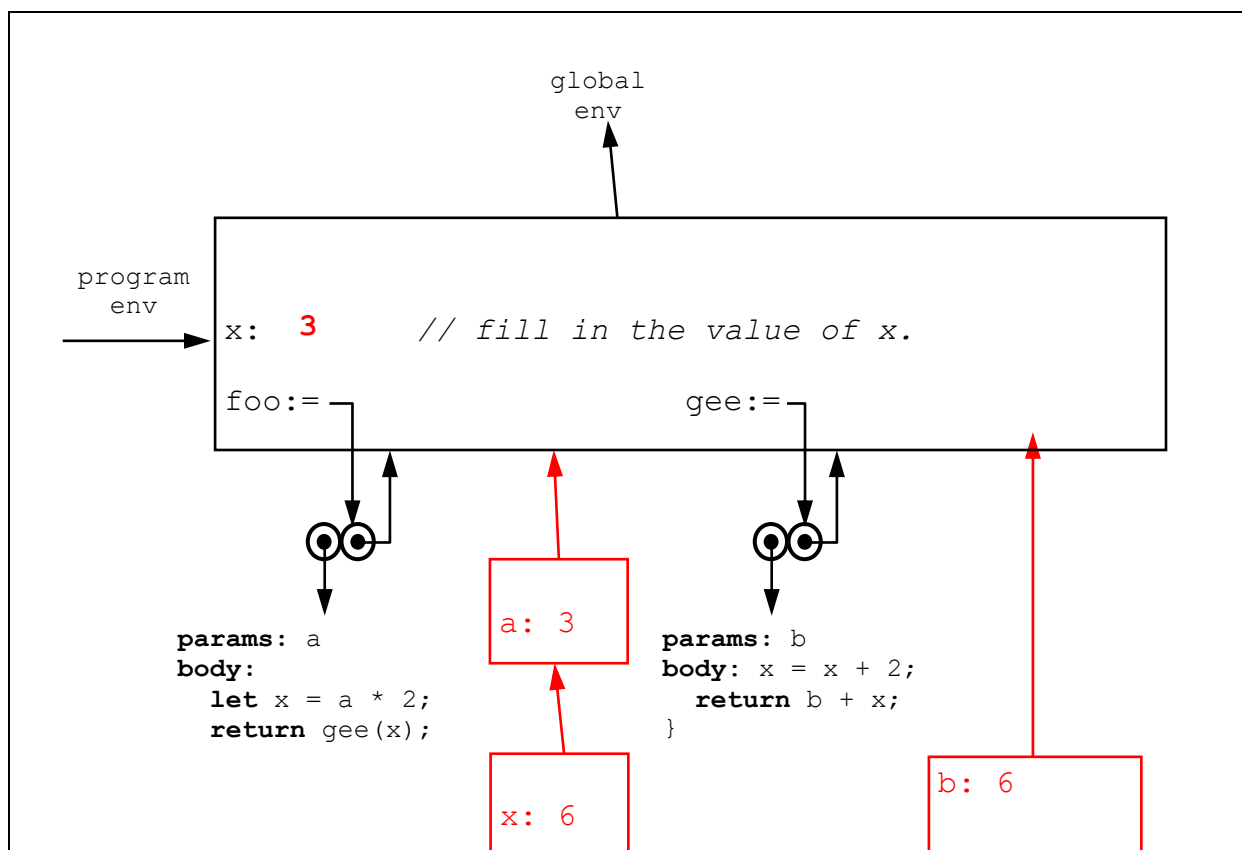 global
env
program
env
x: 3 // fill in the value of x.
foo:= gee:=
params: a
body:
let x = a * 2;
return gee(x);
a: 3
params: b
body: x = x + 2;
return b + x;
}
x: 6
b: 6